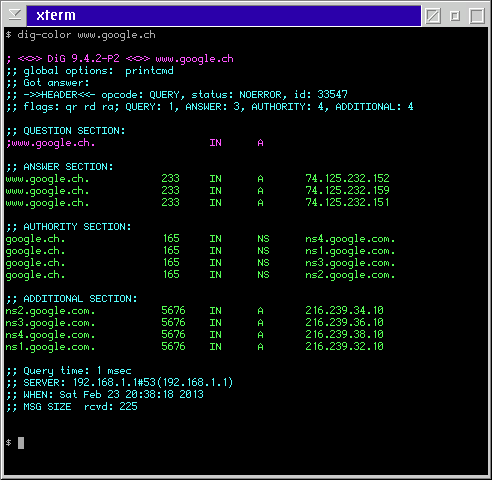 xterm
$ dig-color www.google.ch
; <<>> DiG 9.4.2-P2 <<>> www.google.ch
;; global options:  printcmd
;; Got answer:
;; ->>HEADER<<- opcode: QUERY, status: NOERROR, id: 33547
;; flags: qr rd ra; QUERY: 1, ANSWER: 3, AUTHORITY: 4, ADDITIONAL: 4
;; QUESTION SECTION:
;www.google.ch. IN A
;; ANSWER SECTION:
www.google.ch. 233 IN A 74.125.232.152
www.google.ch. 233 IN A 74.125.232.159
www.google.ch. 233 IN A 74.125.232.151
;; AUTHORITY SECTION:
google.ch. 165 IN NS ns4.google.com.
google.ch. 165 IN NS ns1.google.com.
google.ch. 165 IN NS ns3.google.com.
google.ch. 165 IN NS ns2.google.com.
;; ADDITIONAL SECTION:
ns2.google.com. 5676 IN A 216.239.34.10
ns3.google.com. 5676 IN A 216.239.36.10
ns4.google.com. 5676 IN A 216.239.38.10
ns1.google.com. 5676 IN A 216.239.32.10
;; Query time: 1 msec
;; SERVER: 192.168.1.1#53(192.168.1.1)
;; WHEN: Sat Feb 23 20:38:18 2013
;; MSG SIZE  rcvd: 225
$